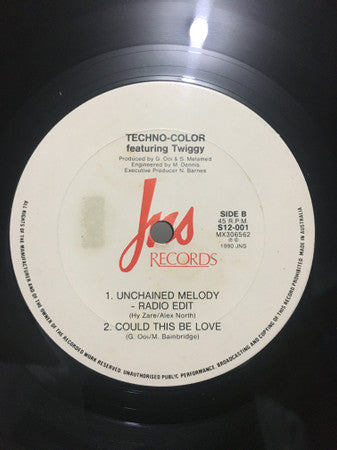 TECHNO-COLOR
featuring Twiggy
Produced by G. Ooi & S. Melamed
Engineered by M. Dennis
Executive Producer N. Barnes
Jns
RECORDS
SIDE B
45 R.P.M.
S12-001
MX306562
℗ © 
1990 JNS
1. UNCHAINED MELODY
- RADIO EDIT
(Hy Zare/Alex North)
2. COULD THIS BE LOVE
(G. Ooi/M. Bainbridge)
ALL RIGHTS OF THE MANUFACTURER AND OF THE OWNER OF THE RECORDED WORK RESERVED. UNAUTHORISED PUBLIC PERFORMANCE, BROADCASTING AND COPYING OF THIS RECORD PROHIBITED. MADE IN AUSTRALIA